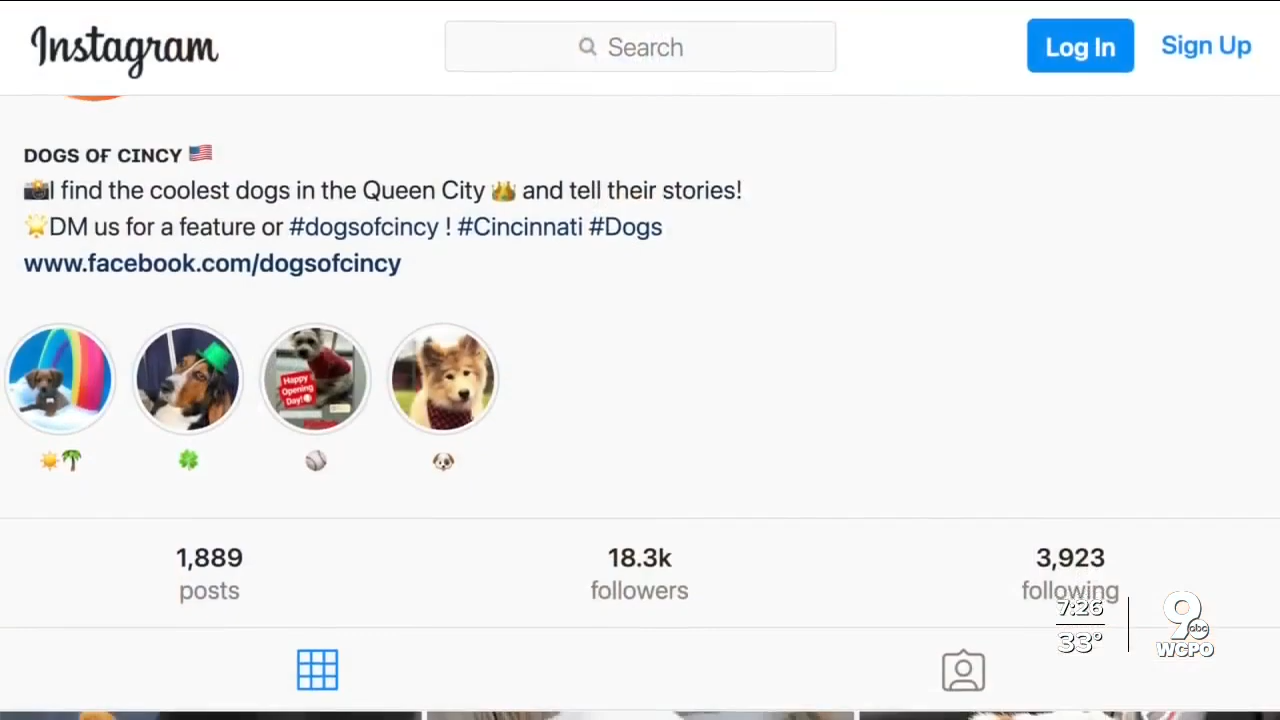 Instagram
Search
Log In
Sign Up
DOGS OF CINCY 🇺🇸
📸I find the coolest dogs in the Queen City 👑 and tell their stories!
🌟DM us for a feature or #dogsofcincy ! #Cincinnati #Dogs
www.facebook.com/dogsofcincy
Happy
Opening
Day!
1,889
posts
18.3k
followers
3,923
following
7:26
33°
9
abc
WCPO